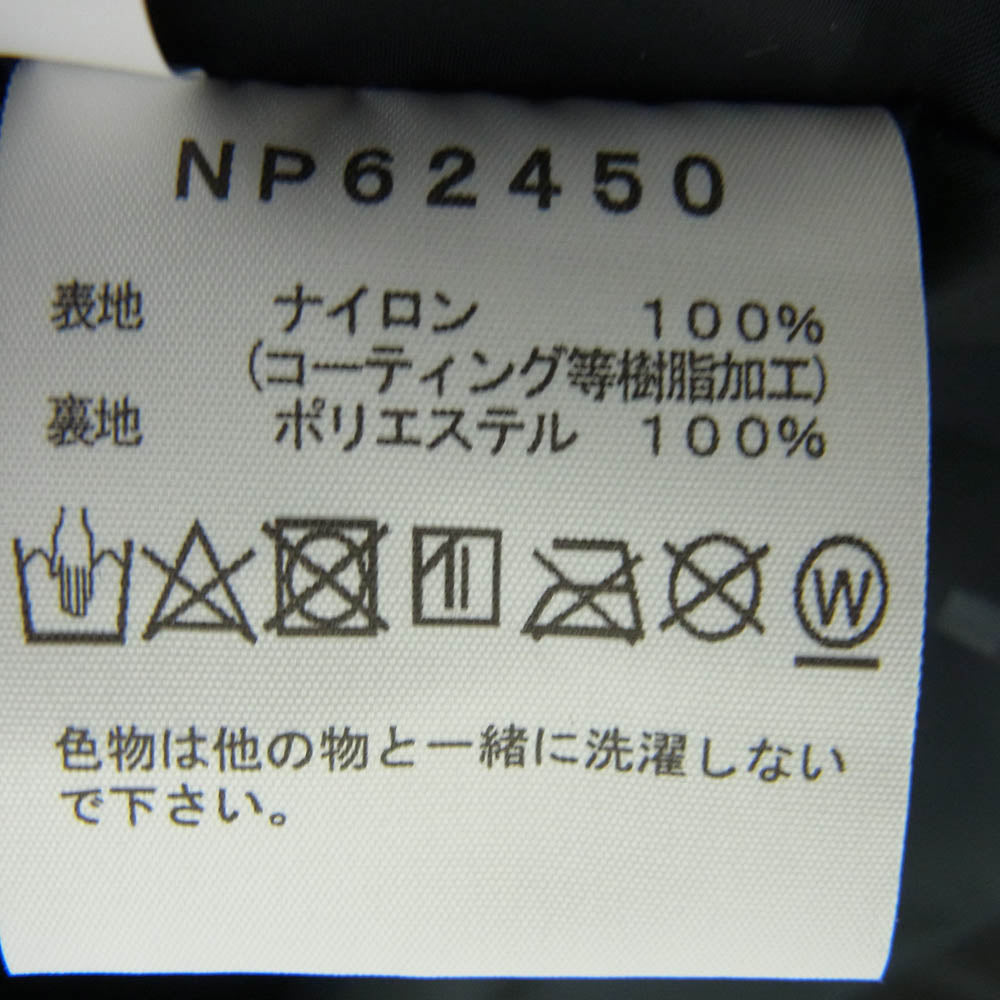 NP62450
表地 ナイロン 100%
(コーティング等樹脂加工)
裏地 ポリエステル 100%
W
色物は他の物と一緒に洗濯しない
で下さい。